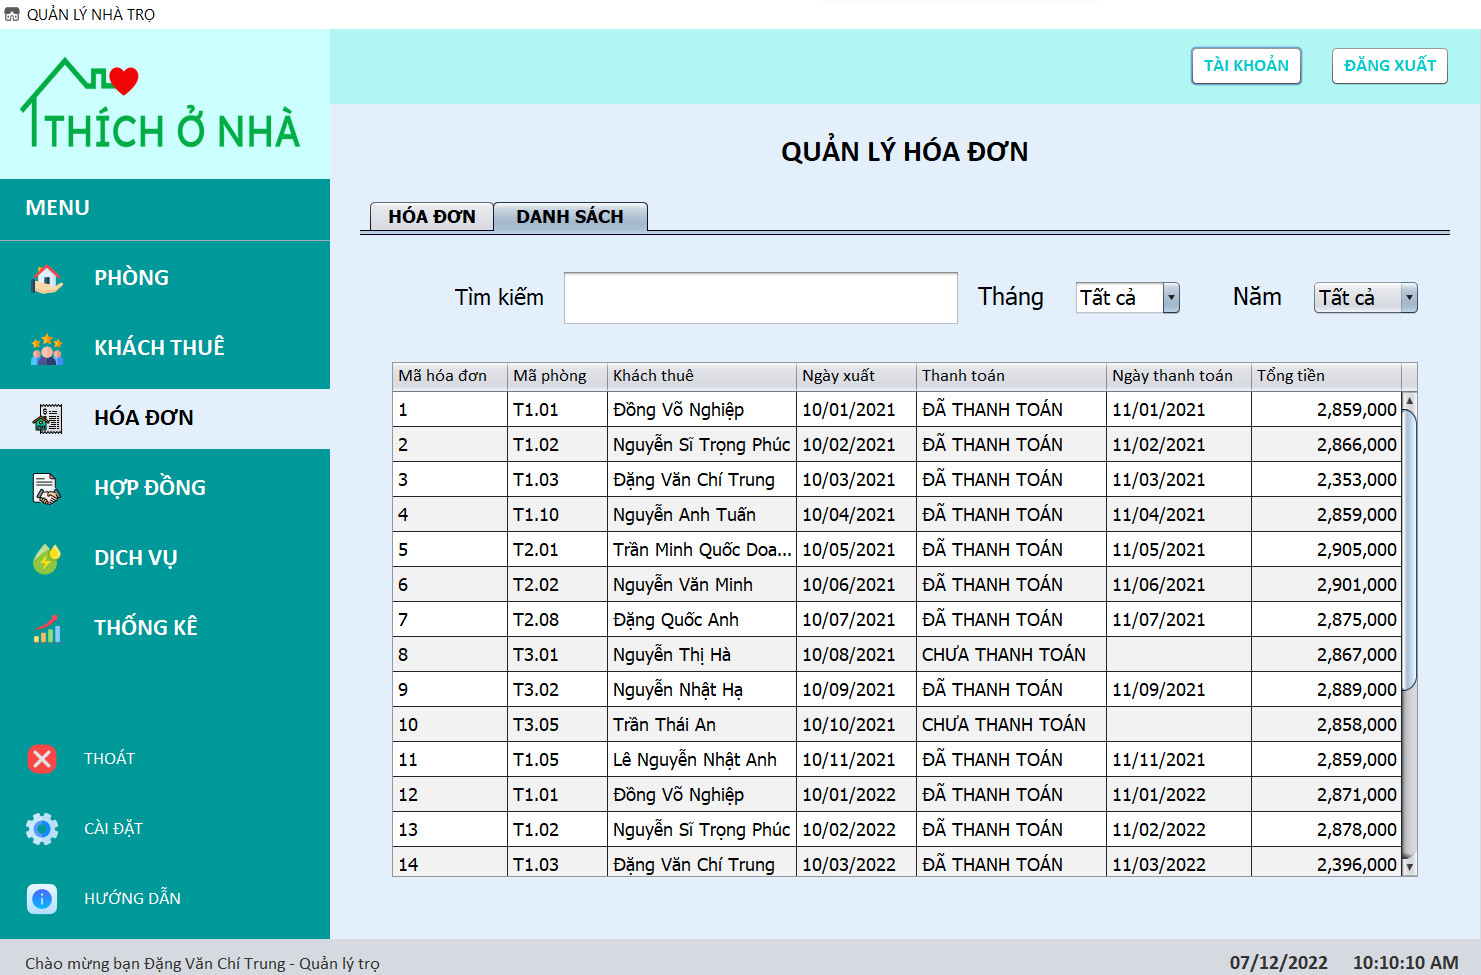 QUẢN LÝ NHÀ TRỌ
THÍCH Ở NHÀ
TÀI KHOẢN ĐĂNG XUẤT
MENU
PHÒNG
KHÁCH THUÊ
HÓA ĐƠN
HỢP ĐỒNG
DỊCH VỤ
THỐNG KÊ
THOÁT
CÀI ĐẶT
HƯỚNG DẪN
QUẢN LÝ HÓA ĐƠN
HÓA ĐƠN DANH SÁCH
Tìm kiếm Tháng Tất cả Năm Tất cả
Mã hóa đơn Mã phòng Khách thuê Ngày xuất Thanh toán Ngày thanh toán Tổng tiền
1 T1.01 Đồng Võ Nghiệp 10/01/2021 ĐÃ THANH TOÁN 11/01/2021 2,859,000
2 T1.02 Nguyễn Sĩ Trọng Phúc 10/02/2021 ĐÃ THANH TOÁN 11/02/2021 2,866,000
3 T1.03 Đặng Văn Chí Trung 10/03/2021 ĐÃ THANH TOÁN 11/03/2021 2,353,000
4 T1.10 Nguyễn Anh Tuấn 10/04/2021 ĐÃ THANH TOÁN 11/04/2021 2,859,000
5 T2.01 Trần Minh Quốc Doa... 10/05/2021 ĐÃ THANH TOÁN 11/05/2021 2,905,000
6 T2.02 Nguyễn Văn Minh 10/06/2021 ĐÃ THANH TOÁN 11/06/2021 2,901,000
7 T2.08 Đặng Quốc Anh 10/07/2021 ĐÃ THANH TOÁN 11/07/2021 2,875,000
8 T3.01 Nguyễn Thị Hà 10/08/2021 CHƯA THANH TOÁN 2,867,000
9 T3.02 Nguyễn Nhật Hạ 10/09/2021 ĐÃ THANH TOÁN 11/09/2021 2,889,000
10 T3.05 Trần Thái An 10/10/2021 CHƯA THANH TOÁN 2,858,000
11 T1.05 Lê Nguyễn Nhật Anh 10/11/2021 ĐÃ THANH TOÁN 11/11/2021 2,859,000
12 T1.01 Đồng Võ Nghiệp 10/01/2022 ĐÃ THANH TOÁN 11/01/2022 2,871,000
13 T1.02 Nguyễn Sĩ Trọng Phúc 10/02/2022 ĐÃ THANH TOÁN 11/02/2022 2,878,000
14 T1.03 Đặng Văn Chí Trung 10/03/2022 ĐÃ THANH TOÁN 11/03/2022 2,396,000
Chào mừng bạn Đặng Văn Chí Trung - Quản lý trọ 07/12/2022 10:10:10 AM